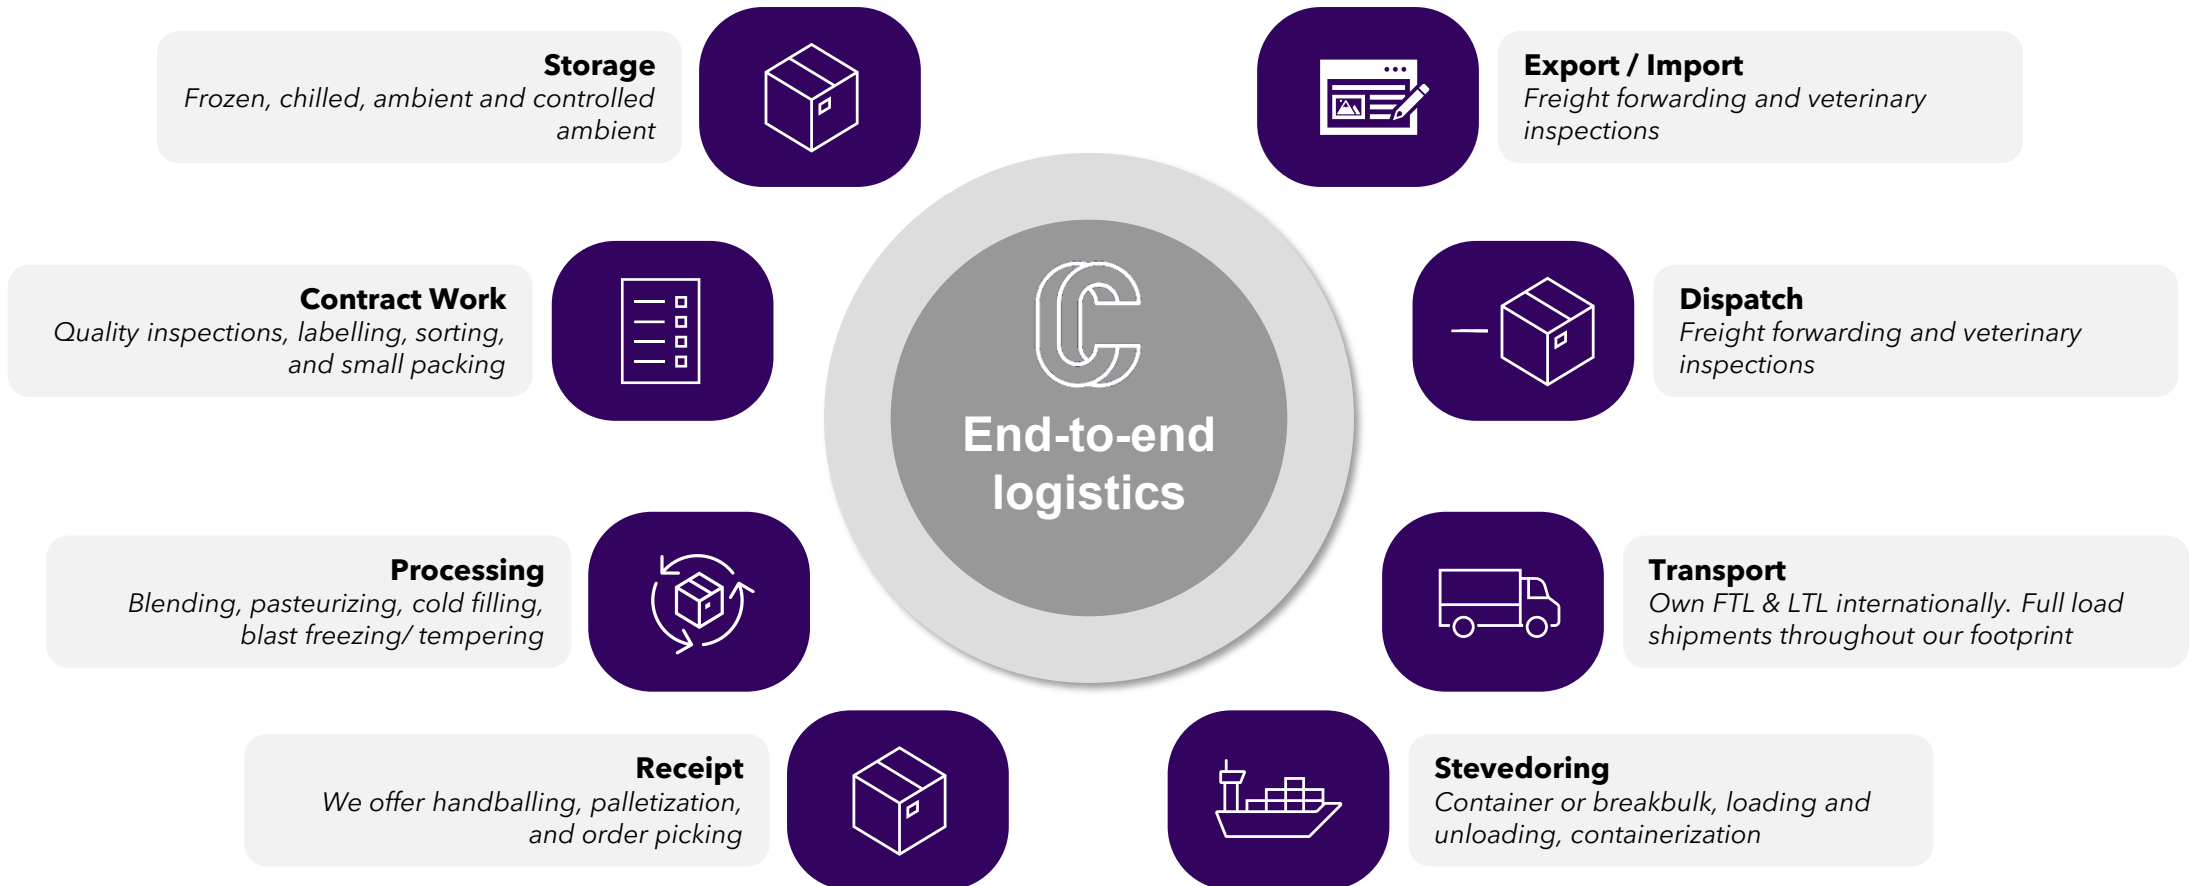 Storage
Frozen, chilled, ambient and controlled
ambient
Contract Work
Quality inspections, labelling, sorting,
and small packing
Processing
Blending, pasteurizing, cold filling,
blast freezing/ tempering
Receipt
We offer handballing, palletization,
and order picking
End-to-end
logistics
Export / Import
Freight forwarding and veterinary
inspections
Dispatch
Freight forwarding and veterinary
inspections
Transport
Own FTL & LTL internationally. Full load
shipments throughout our footprint
Stevedoring
Container or breakbulk, loading and
unloading, containerization